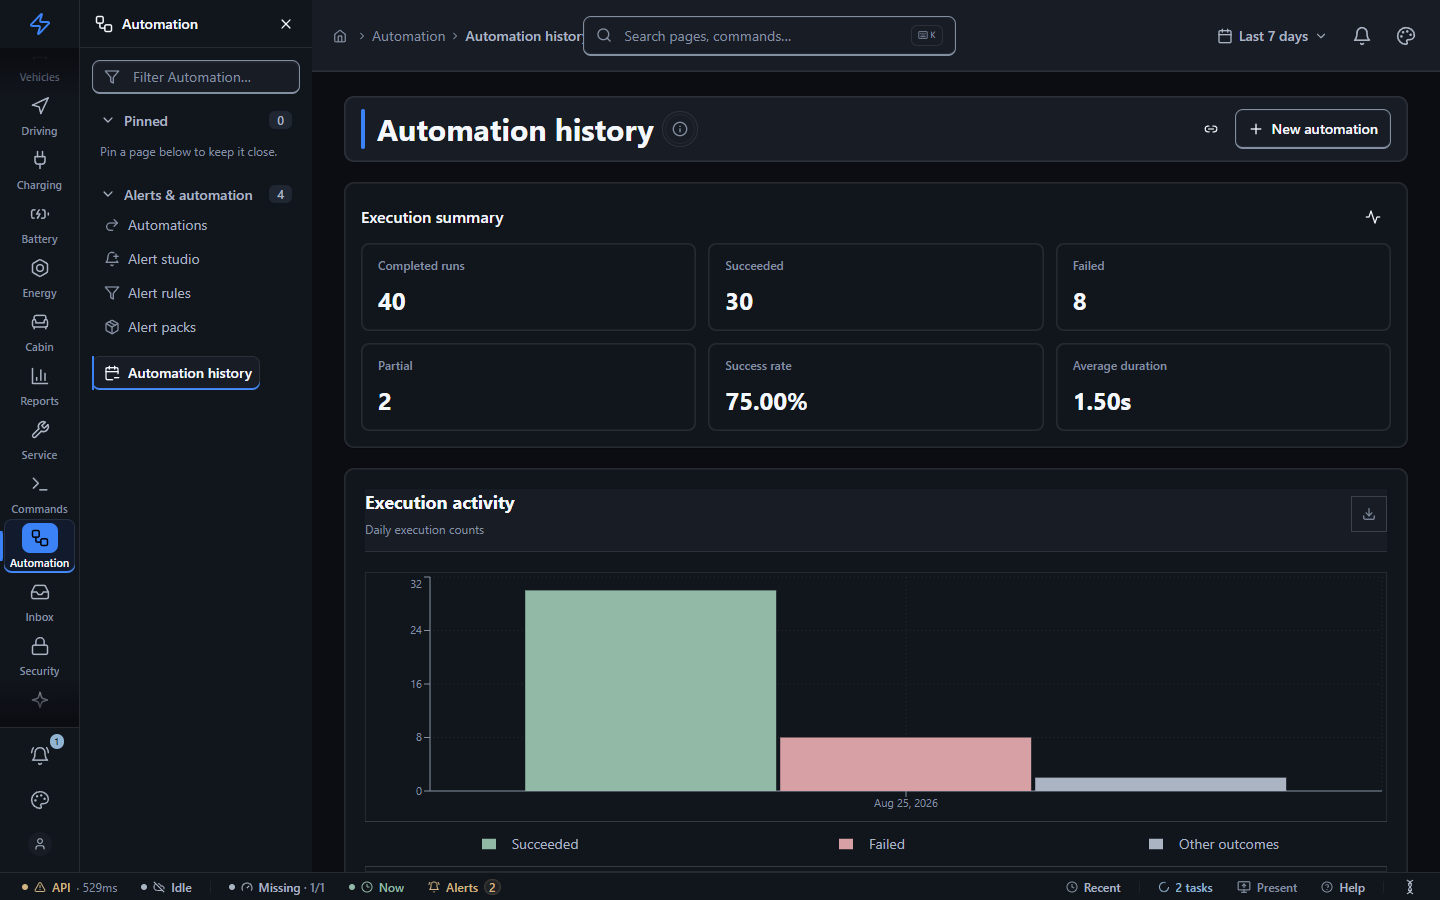 Automation
Automation
Automation history
Search pages, commands...
K
Last 7 days
Vehicles
Driving
Charging
Battery
Energy
Cabin
Reports
Service
Commands
Automation
Inbox
Security
1
Filter Automation...
Pinned
0
Pin a page below to keep it close.
Alerts & automation
4
Automations
Alert studio
Alert rules
Alert packs
Automation history
Automation history
New automation
Execution summary
Completed runs
40
Succeeded
30
Failed
8
Partial
2
Success rate
75.00%
Average duration
1.50s
Execution activity
Daily execution counts
32
24
16
8
0
Aug 25, 2026
Succeeded
Failed
Other outcomes
API · 529ms
Idle
Missing · 1/1
Now
Alerts 2
Recent
2 tasks
Present
Help